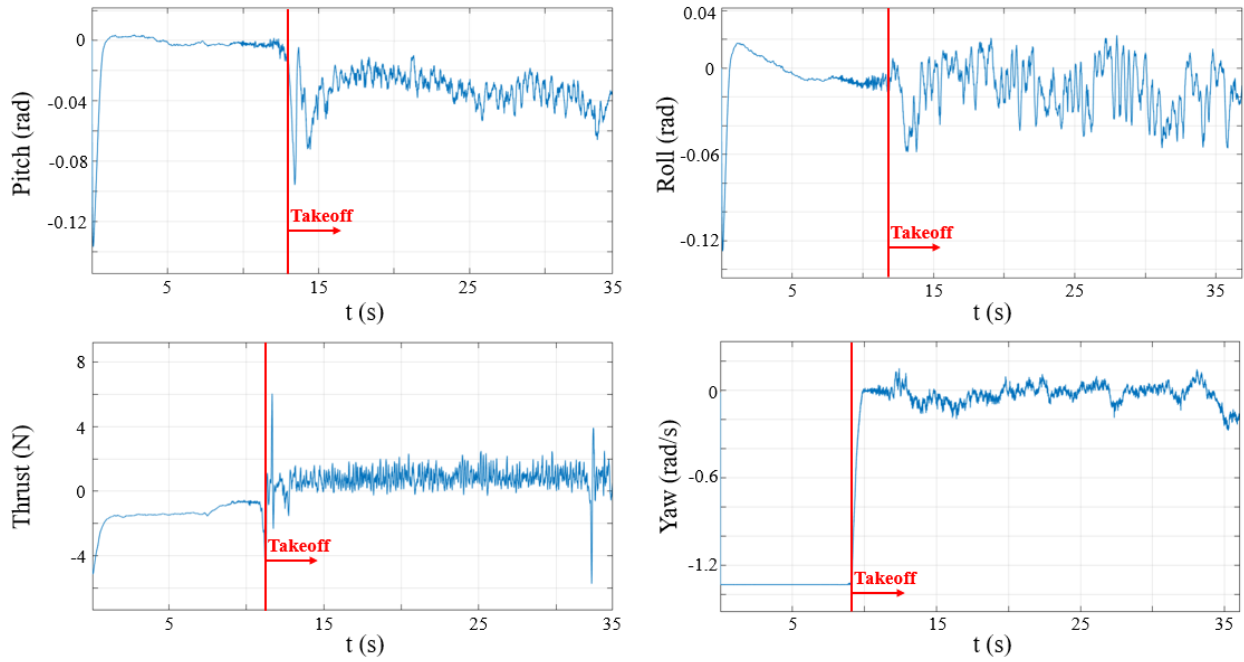 0
-0.04
-0.08
-0.12
Pitch (rad)
Takeoff
5
15
25
35
t (s)
0.04
0
-0.06
-0.12
Roll (rad)
Takeoff
5
15
25
35
t (s)
8
4
0
-4
Thrust (N)
Takeoff
5
15
25
35
t (s)
0
-0.6
-1.2
Yaw (rad/s)
Takeoff
5
15
25
35
t (s)